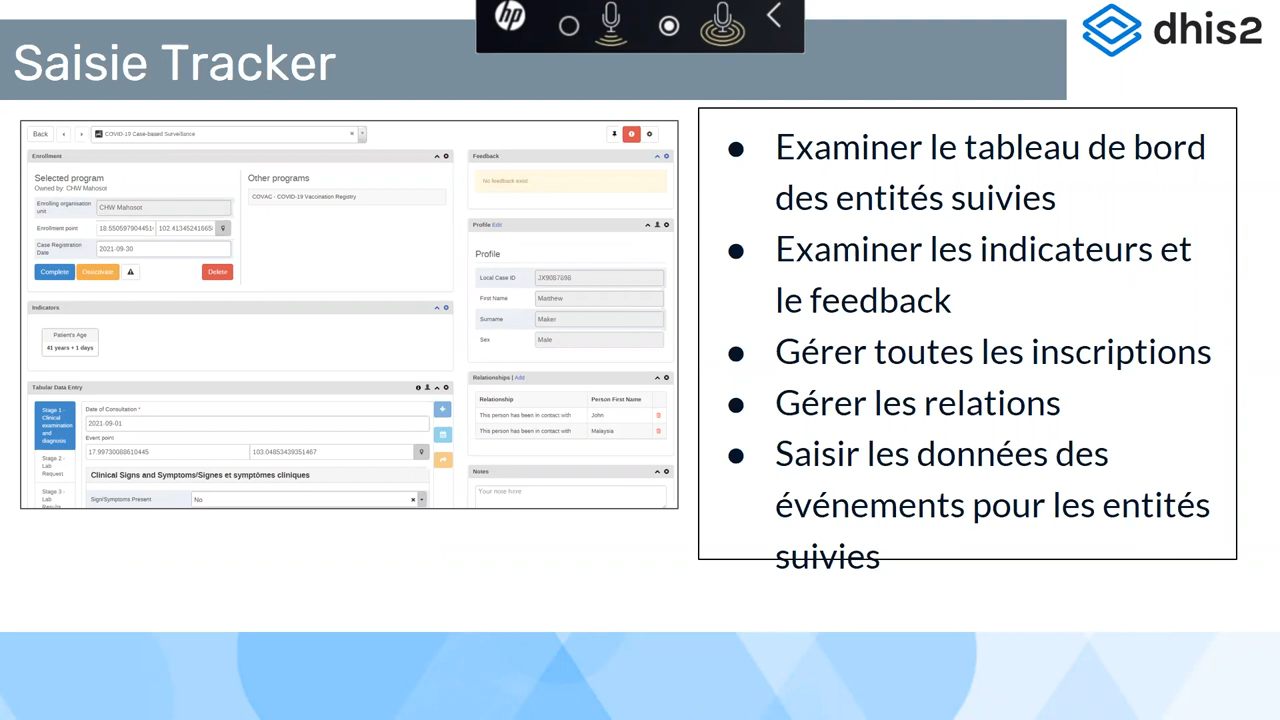 hp
Saisie Tracker
dhis2
Back
COVID-19 Case-based Surveillance
Enrollment
Selected program
Owned by: CHW Mahosot
Enrolling organisation
unit
CHW Mahosot
Enrollment point
18.550597904451
102.41345241665
Case Registration
Date
2021-09-30
Complete
Deactivate
Delete
Other programs
COVAC - COVID-19 Vaccination Registry
Indicators
Patient's Age
41 years + 1 days
Tabular Data Entry
Stage 1 -
Clinical
examination
and
diagnosis
Stage 2 -
Lab
Request
Stage 3 -
Lab
Results
Date of Consultation *
2021-09-01
Event point
17.99730088610445
103.04853439351467
Clinical Signs and Symptoms/Signes et symptômes cliniques
Sign/Symptoms Present
No
Feedback
No feedback exist
Profile Edit
Profile
Local Case ID
JX9087898
First Name
Matthew
Surname
Maker
Sex
Male
Relationships | Add
Relationship
Person First Name
This person has been in contact with
John
This person has been in contact with
Malaysia
Notes
Your note here
● Examiner le tableau de bord
des entités suivies
● Examiner les indicateurs et
le feedback
● Gérer toutes les inscriptions
● Gérer les relations
● Saisir les données des
événements pour les entités
suivies